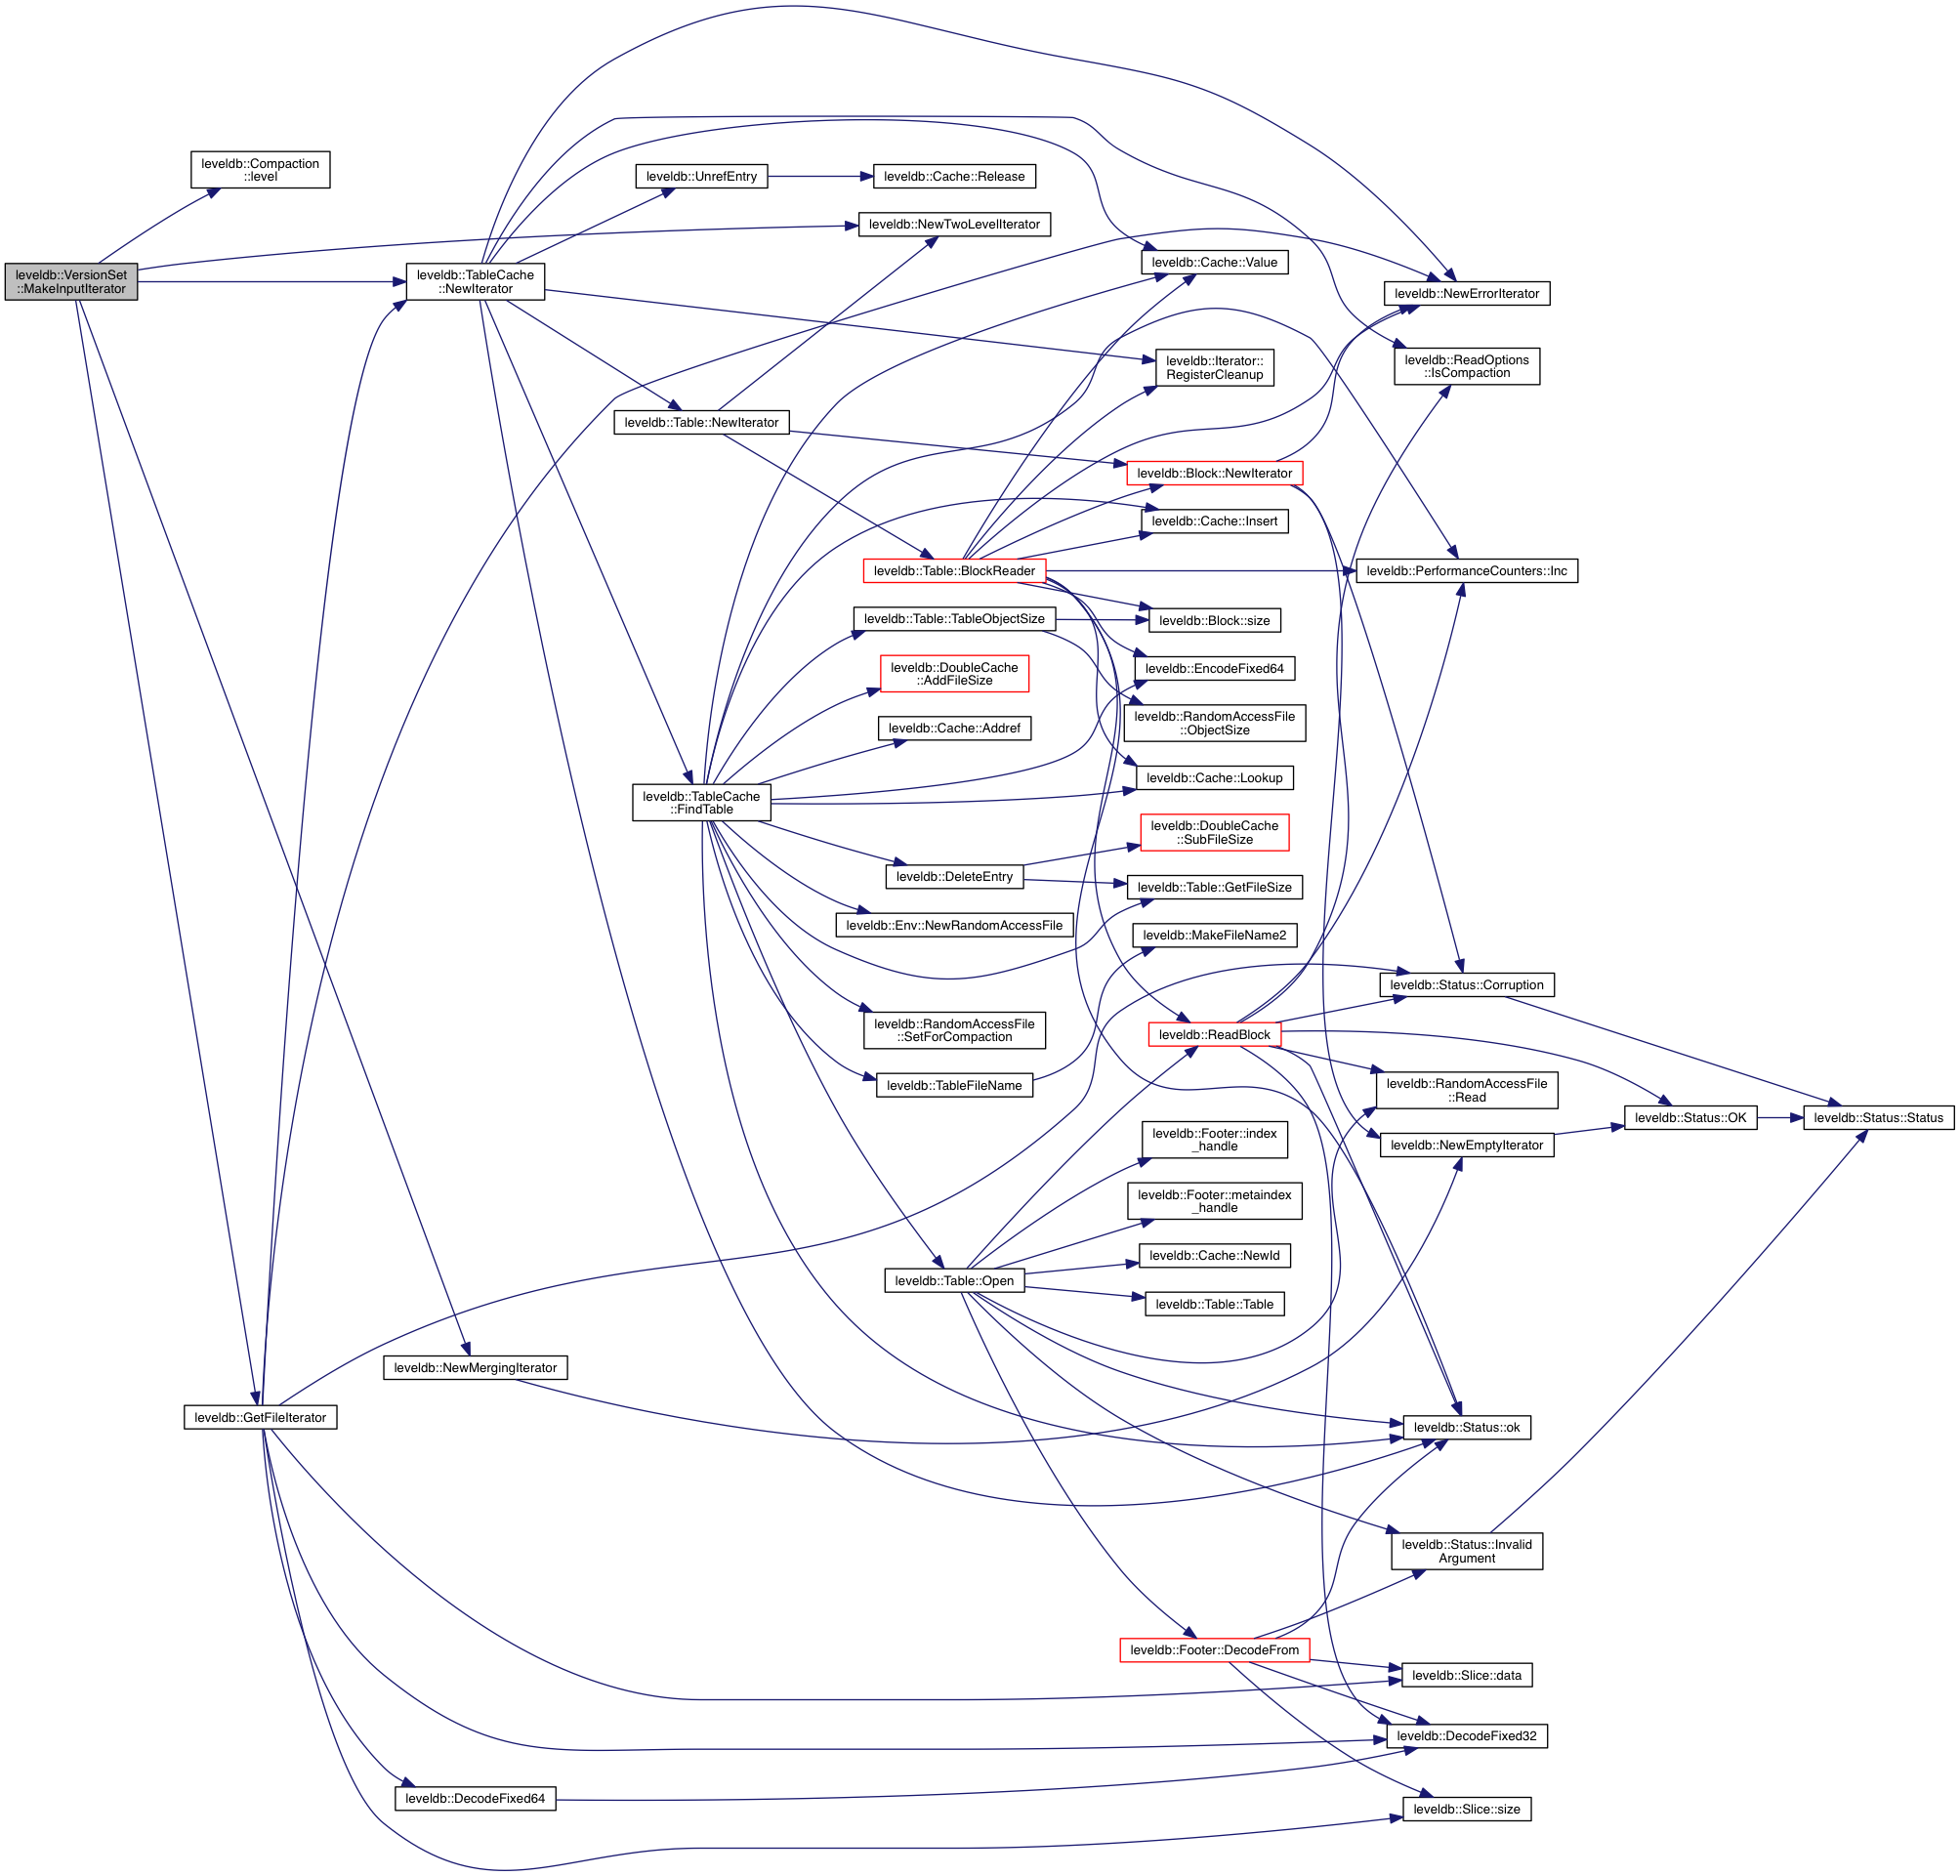 leveldb::VersionSet
::MakeInputIterator
leveldb::Compaction
::level
leveldb::TableCache
::NewIterator
leveldb::GetFileIterator
leveldb::NewMergingIterator
leveldb::DecodeFixed64
leveldb::UnrefEntry
leveldb::Cache::Release
leveldb::NewTwoLevelIterator
leveldb::Table::NewIterator
leveldb::TableCache
::FindTable
leveldb::Table::BlockReader
leveldb::Table::TableObjectSize
leveldb::DoubleCache
::AddFileSize
leveldb::Cache::Addref
leveldb::DeleteEntry
leveldb::Env::NewRandomAccessFile
leveldb::RandomAccessFile
::SetForCompaction
leveldb::TableFileName
leveldb::Table::Open
leveldb::Cache::Value
leveldb::Iterator::
RegisterCleanup
leveldb::Block::NewIterator
leveldb::Cache::Insert
leveldb::Block::size
leveldb::EncodeFixed64
leveldb::RandomAccessFile
::ObjectSize
leveldb::Cache::Lookup
leveldb::DoubleCache
::SubFileSize
leveldb::Table::GetFileSize
leveldb::MakeFileName2
leveldb::ReadBlock
leveldb::Footer::index
_handle
leveldb::Footer::metaindex
_handle
leveldb::Cache::NewId
leveldb::Table::Table
leveldb::Footer::DecodeFrom
leveldb::NewErrorIterator
leveldb::ReadOptions
::IsCompaction
leveldb::PerformanceCounters::Inc
leveldb::Status::Corruption
leveldb::RandomAccessFile
::Read
leveldb::NewEmptyIterator
leveldb::Status::ok
leveldb::Status::Invalid
Argument
leveldb::Slice::data
leveldb::DecodeFixed32
leveldb::Slice::size
leveldb::Status::OK
leveldb::Status::Status